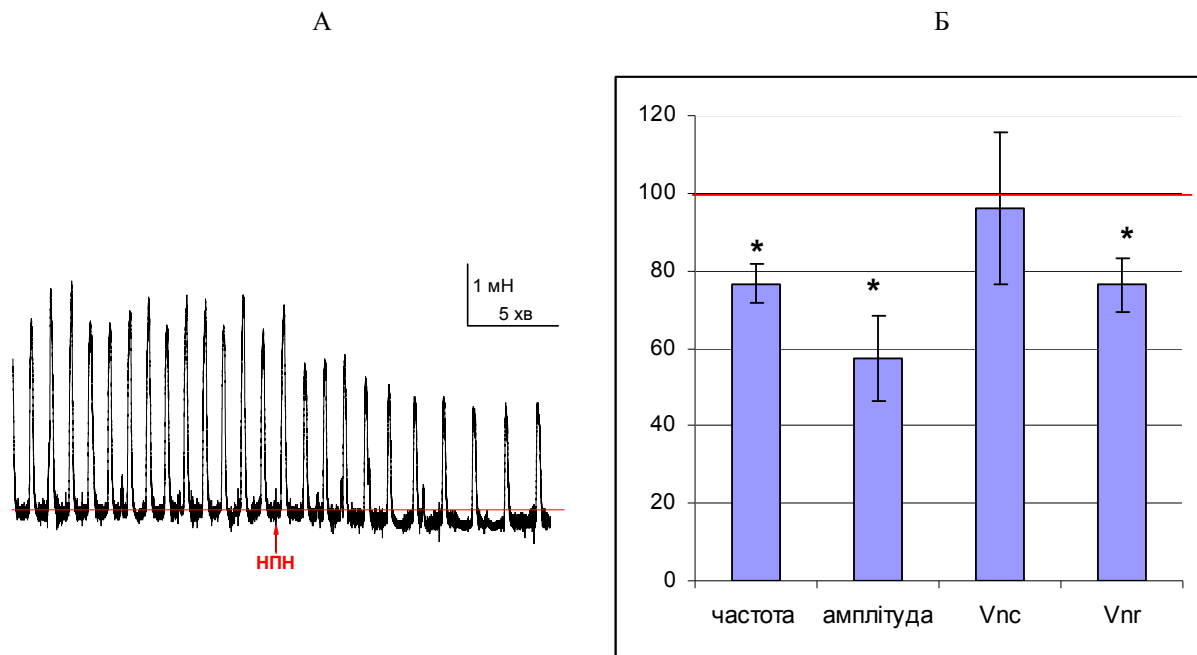 А
Б
1 мН
5 хв
НПН
120
100
80
60
40
20
0
*
*
*
частота
амплітуда
Vnc
Vnr